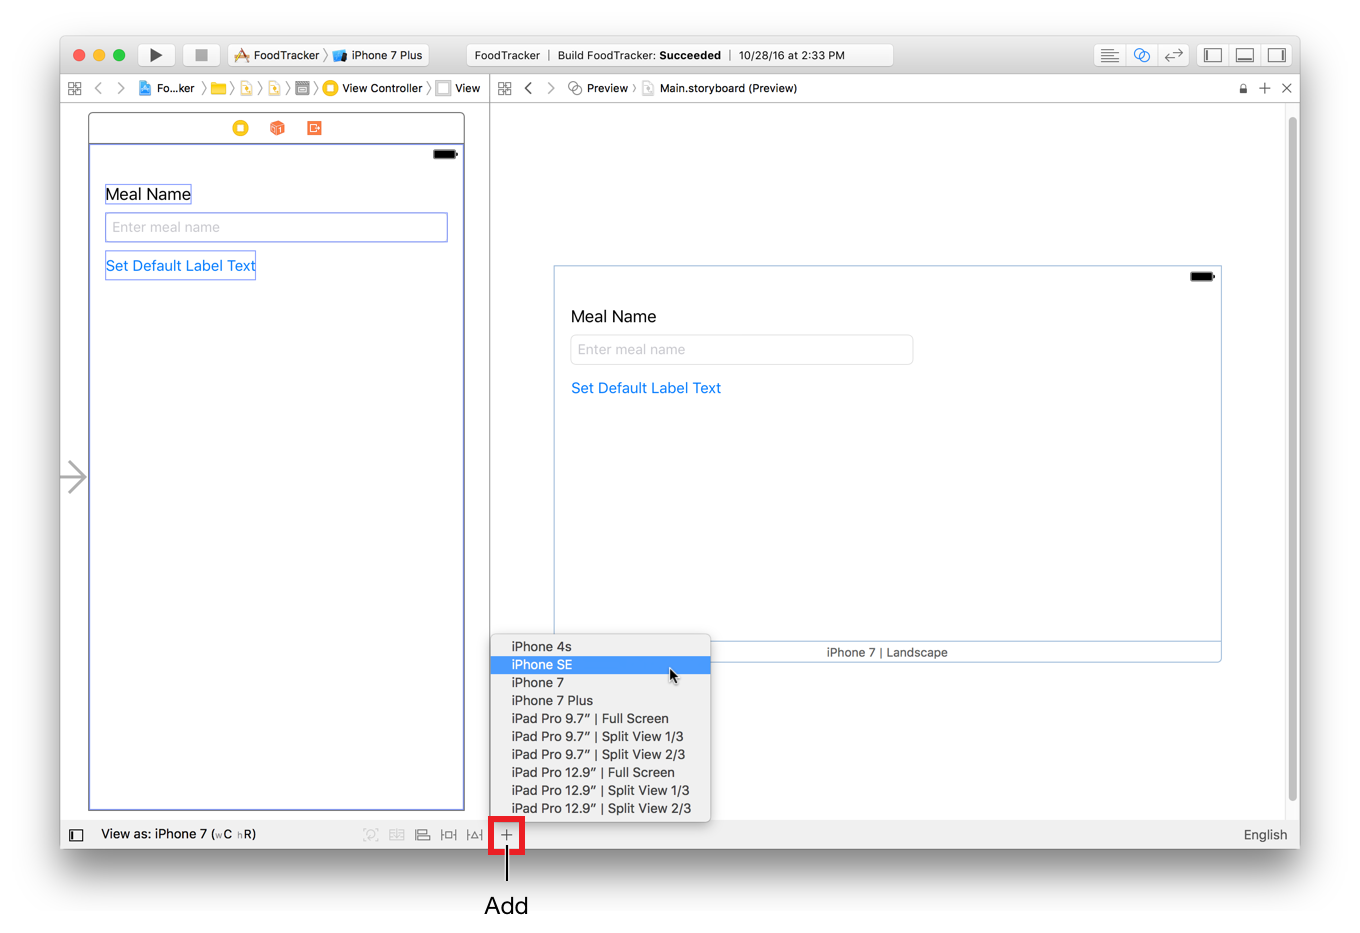 FoodTracker iPhone 7 Plus
FoodTracker | Build FoodTracker: Succeeded | 10/28/16 at 2:33 PM
Fo...ker View Controller View
Preview Main.storyboard (Preview)
Meal Name
Enter meal name
Set Default Label Text
Meal Name
Enter meal name
Set Default Label Text
iPhone 7 | Landscape
iPhone 4s
iPhone SE
iPhone 7
iPhone 7 Plus
iPad Pro 9.7” | Full Screen
iPad Pro 9.7” | Split View 1/3
iPad Pro 9.7” | Split View 2/3
iPad Pro 12.9” | Full Screen
iPad Pro 12.9” | Split View 1/3
iPad Pro 12.9” | Split View 2/3
View as: iPhone 7 (wC hR)
English
Add